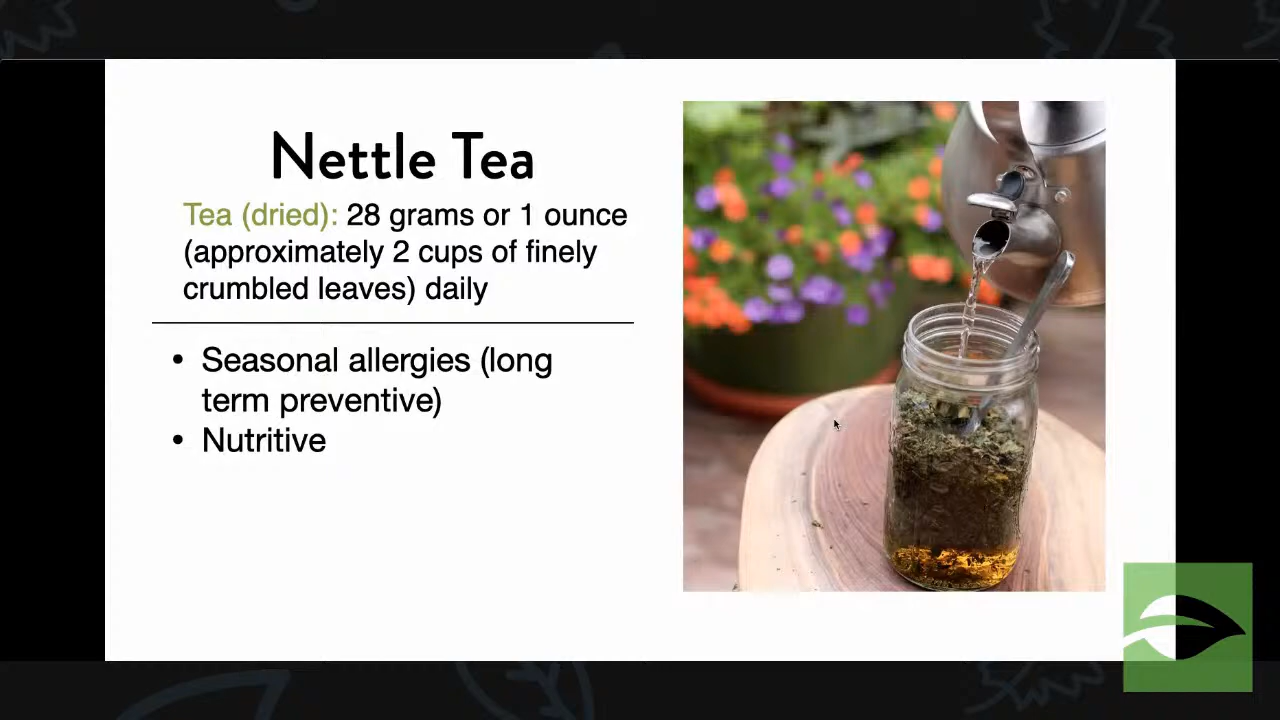 Nettle Tea
Tea (dried): 28 grams or 1 ounce
(approximately 2 cups of finely
crumbled leaves) daily
• Seasonal allergies (long
term preventive)
• Nutritive